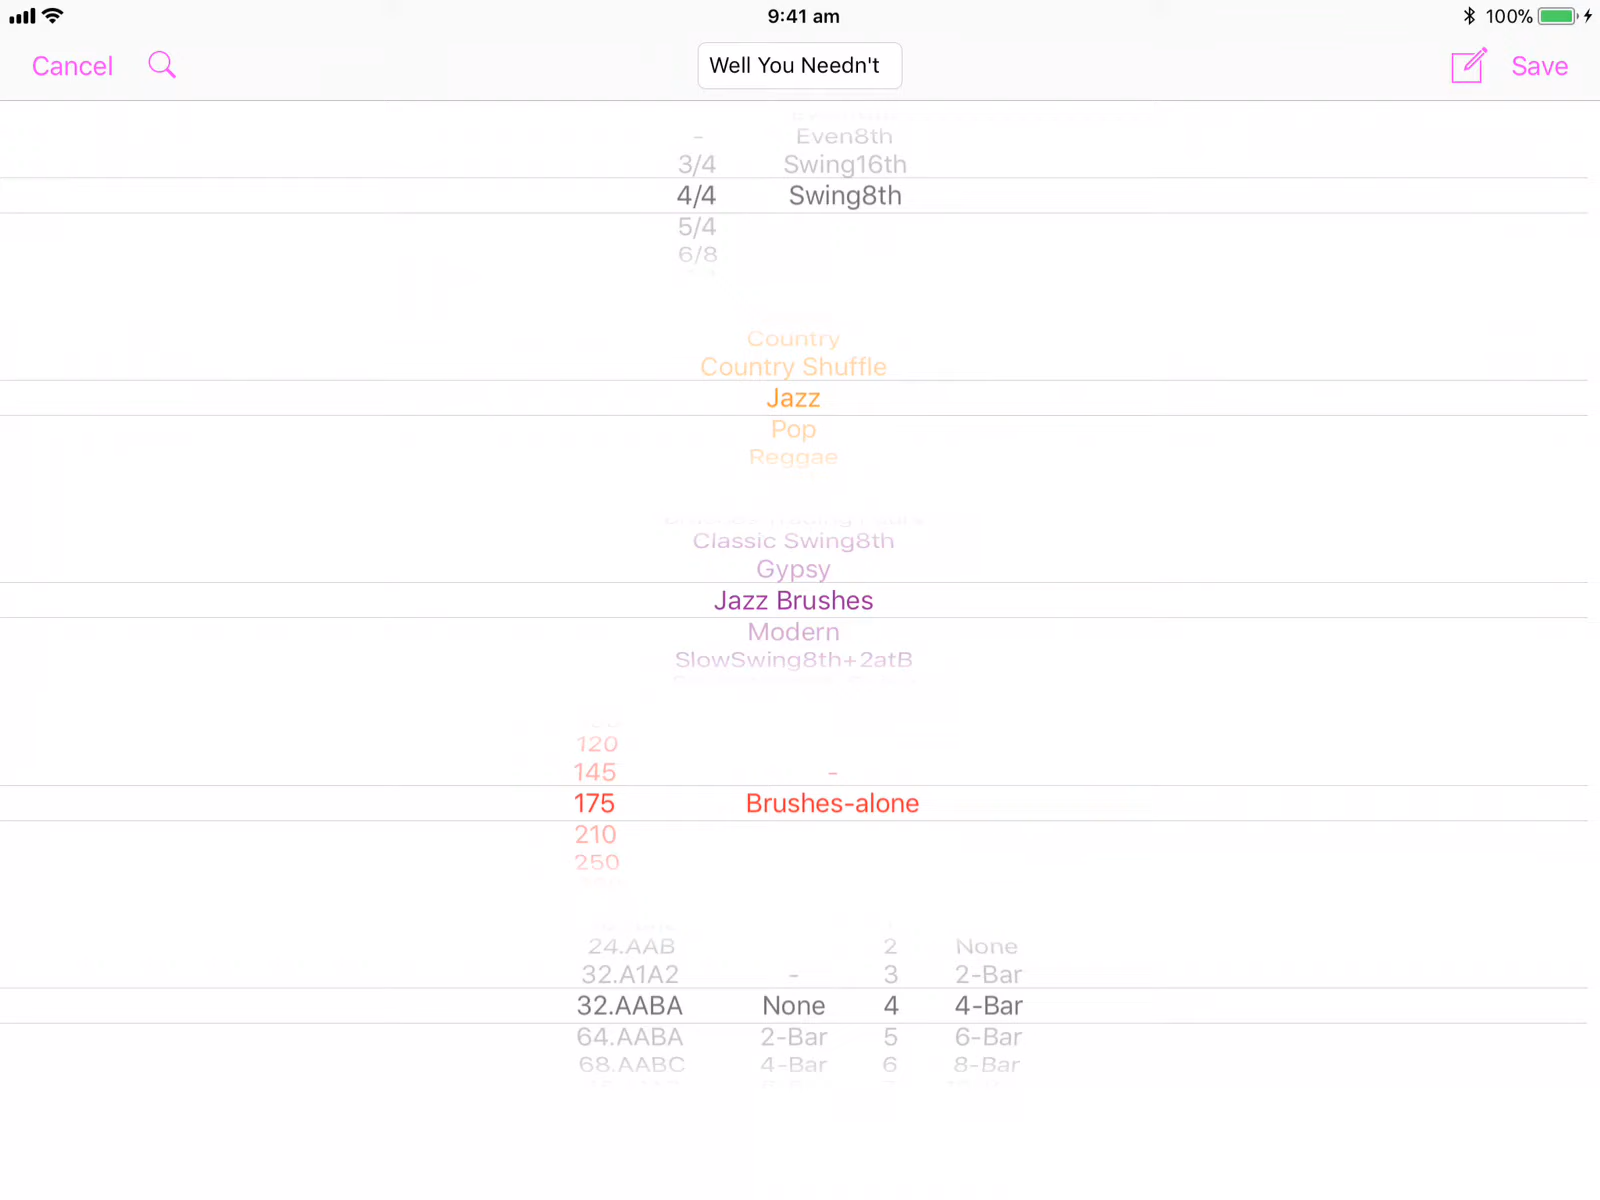 9:41 am
100%
Cancel
Well You Needn't
Save
- Even8th
3/4 Swing16th
4/4 Swing8th
5/4
6/8
Country
Country Shuffle
Jazz
Pop
Reggae
Classic Swing8th
Gypsy
Jazz Brushes
Modern
SlowSwing8th+2atB
120
145 -
175 Brushes-alone
210
250
24.AAB 2 None
32.A1A2 - 3 2-Bar
32.AABA None 4 4-Bar
64.AABA 2-Bar 5 6-Bar
68.AABC 4-Bar 6 8-Bar